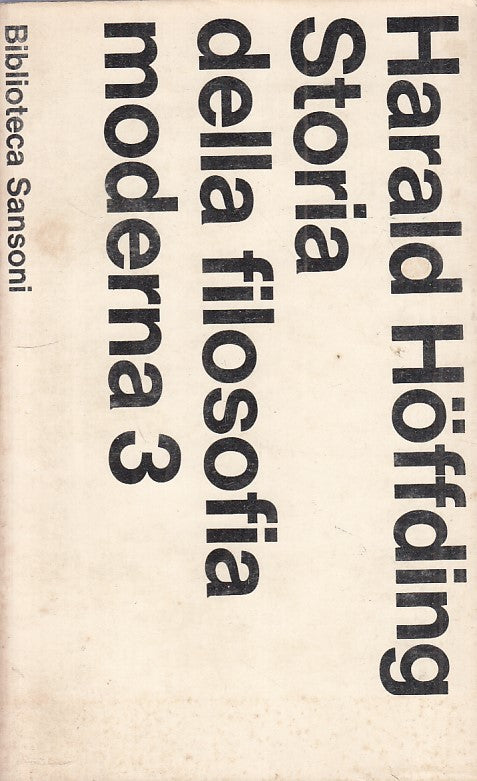 Harald Höffding
Storia
della filosofia
moderna 3
Biblioteca Sansoni